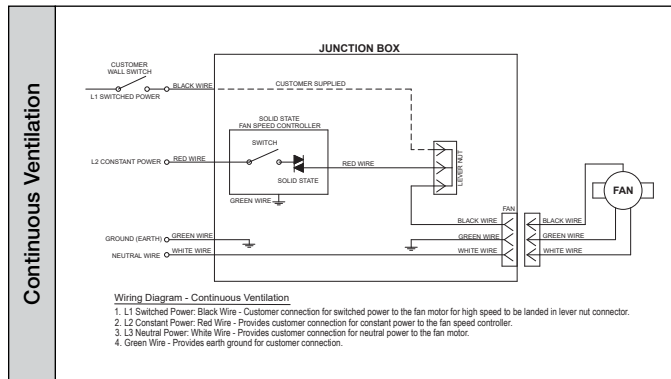 Continuous Ventilation
JUNCTION BOX
CUSTOMER
WALL SWITCH
BLACK WIRE
CUSTOMER SUPPLIED
L1 SWITCHED POWER
SOLID STATE
FAN SPEED CONTROLLER
SWITCH
L2 CONSTANT POWER
RED WIRE
RED WIRE
LEVER NUT
SOLID STATE
GREEN WIRE
FAN
FAN
BLACK WIRE
BLACK WIRE
GROUND (EARTH)
GREEN WIRE
GREEN WIRE
GREEN WIRE
NEUTRAL WIRE
WHITE WIRE
WHITE WIRE
WHITE WIRE
Wiring Diagram - Continuous Ventilation
1. L1 Switched Power: Black Wire - Customer connection for switched power to the fan motor for high speed to be landed in lever nut connector.
2. L2 Constant Power: Red Wire - Provides customer connection for constant power to the fan speed controller.
3. L3 Neutral Power: White Wire - Provides customer connection for neutral power to the fan motor.
4. Green Wire - Provides earth ground for customer connection.